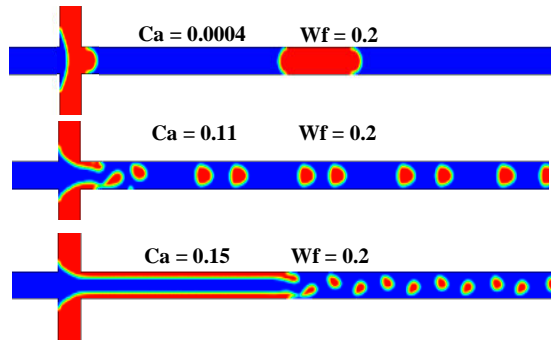 Ca = 0.0004 Wf = 0.2
Ca = 0.11 Wf = 0.2
Ca = 0.15 Wf = 0.2